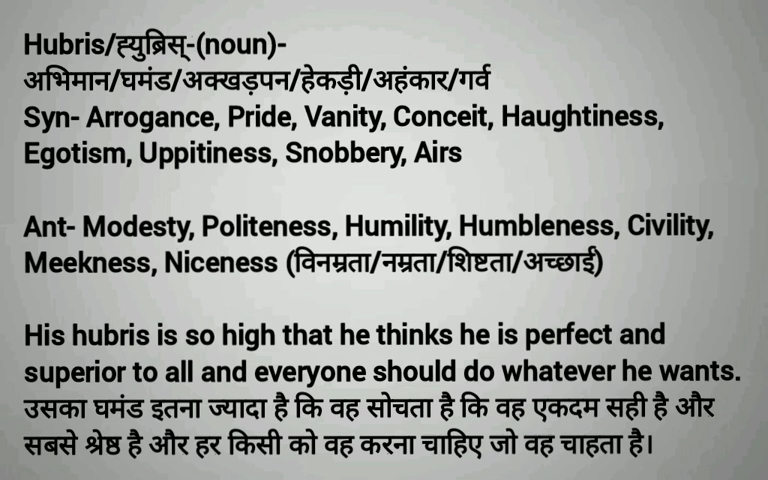 Hubris/ह्युब्रिस्-(noun)-
अभिमान/घमंड/अक्खड़पन/हेकड़ी/अहंकार/गर्व
Syn- Arrogance, Pride, Vanity, Conceit, Haughtiness,
Egotism, Uppitiness, Snobbery, Airs
Ant- Modesty, Politeness, Humility, Humbleness, Civility,
Meekness, Niceness (विनम्रता/नम्रता/शिष्टता/अच्छाई)
His hubris is so high that he thinks he is perfect and
superior to all and everyone should do whatever he wants.
उसका घमंड इतना ज्यादा है कि वह सोचता है कि वह एकदम सही है और
सबसे श्रेष्ठ है और हर किसी को वह करना चाहिए जो वह चाहता है।